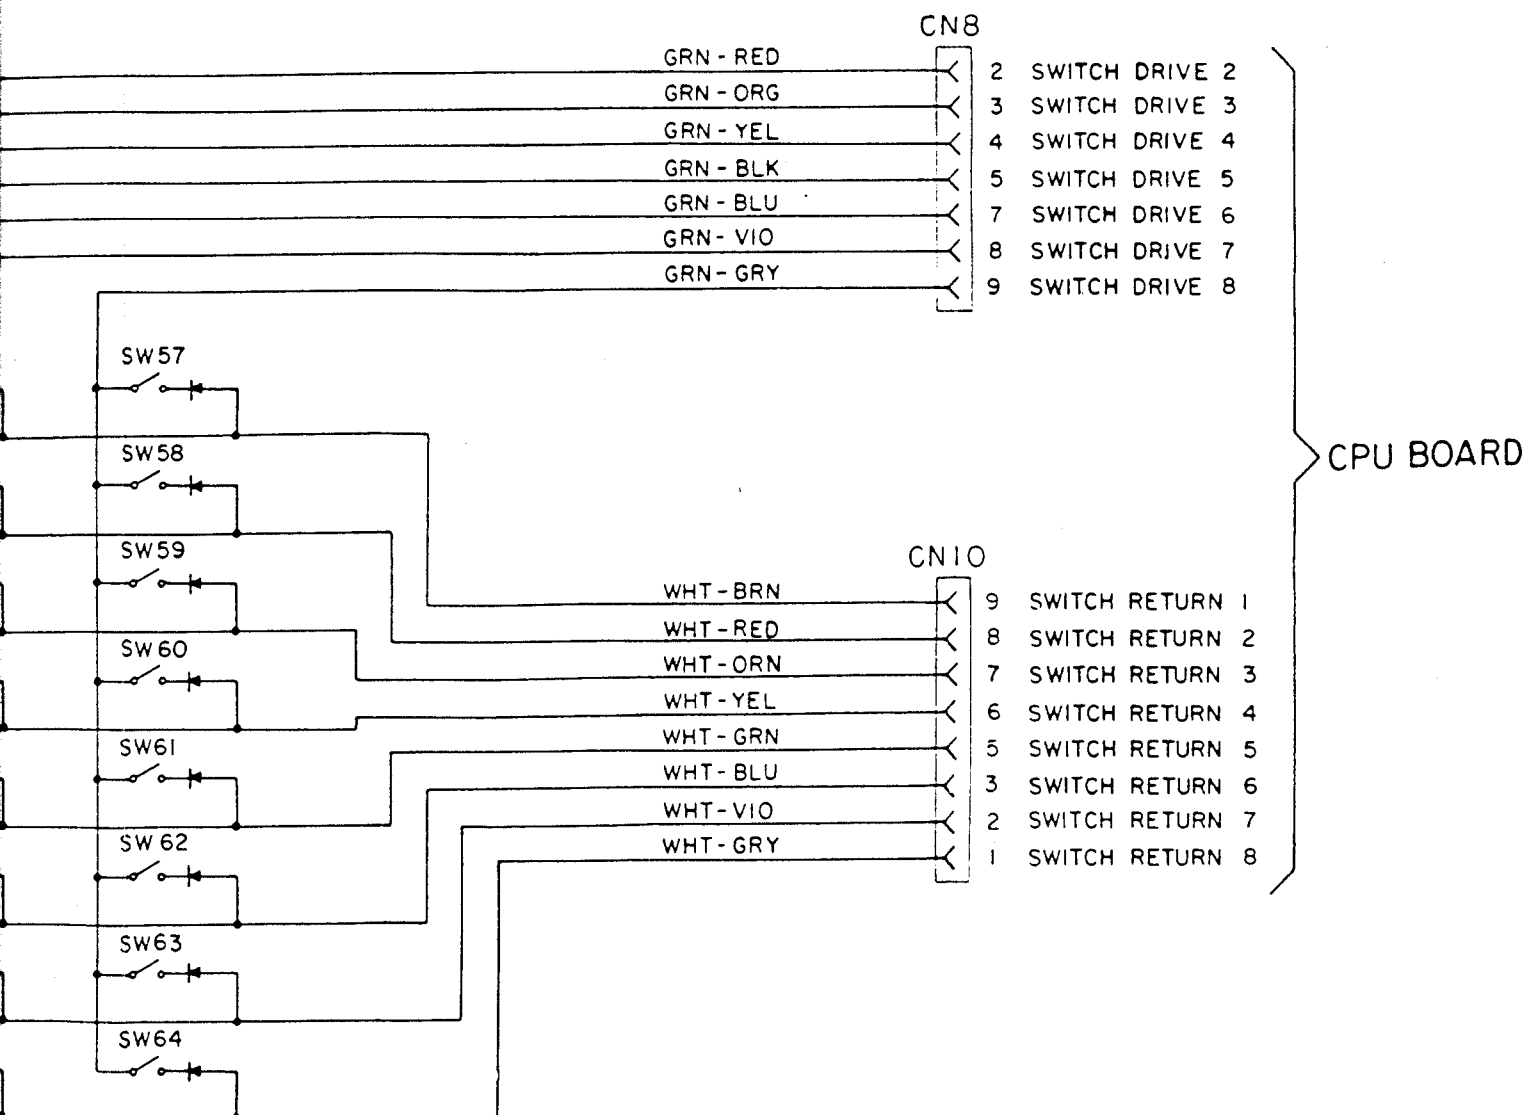 CN8
GRN-RED 2 SWITCH DRIVE 2
GRN-ORG 3 SWITCH DRIVE 3
GRN-YEL 4 SWITCH DRIVE 4
GRN-BLK 5 SWITCH DRIVE 5
GRN-BLU 7 SWITCH DRIVE 6
GRN-VIO 8 SWITCH DRIVE 7
GRN-GRY 9 SWITCH DRIVE 8
SW57
SW58
CPU BOARD
SW59
CN10
WHT-BRN 9 SWITCH RETURN 1
WHT-RED 8 SWITCH RETURN 2
SW60
WHT-ORN 7 SWITCH RETURN 3
WHT-YEL 6 SWITCH RETURN 4
SW61
WHT-GRN 5 SWITCH RETURN 5
WHT-BLU 3 SWITCH RETURN 6
WHT-VIO 2 SWITCH RETURN 7
SW62
WHT-GRY 1 SWITCH RETURN 8
SW63
SW64